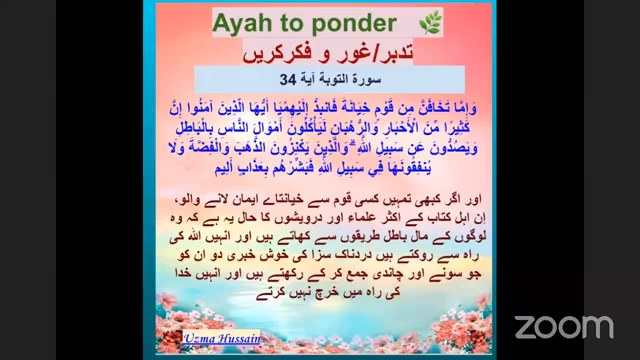 Ayah to ponder
تدبر/غور و فکرکریں
سورة التوبة آية 34
وَإِمَّا تَخَافَنَّ مِن قَوْمٍ خِيَانَةً فَانبِذْ إِلَيْهِمْيَا أَيُّهَا الَّذِينَ آمَنُوا إِنَّ
كَثِيرًا مِّنَ الْأَحْبَارِ وَالرُّهْبَانِ لَيَأْكُلُونَ أَمْوَالَ النَّاسِ بِالْبَاطِلِ
وَيَصُدُّونَ عَن سَبِيلِ اللَّهِ ۗ وَالَّذِينَ يَكْنِزُونَ الذَّهَبَ وَالْفِضَّةَ وَلَا
يُنفِقُونَهَا فِي سَبِيلِ اللَّهِ فَبَشِّرْهُم بِعَذَابٍ أَلِيمٍ
اور اگر کبھی تمہیں کسی قوم سے خیانتاے ایمان لانے والو،
اِن اہل کتاب کے اکثر علماء اور درویشوں کا حال یہ ہے کہ وہ
لوگوں کے مال باطل طریقوں سے کھاتے ہیں اور انہیں الله کی
راہ سے روکتے ہیں دردناک سزا کی خوش خبری دو ان کو
جو سونے اور چاندی جمع کر کے رکھتے ہیں اور انہیں خدا
کی راہ میں خرچ نہیں کرتے
Uzma Hussain
zoom